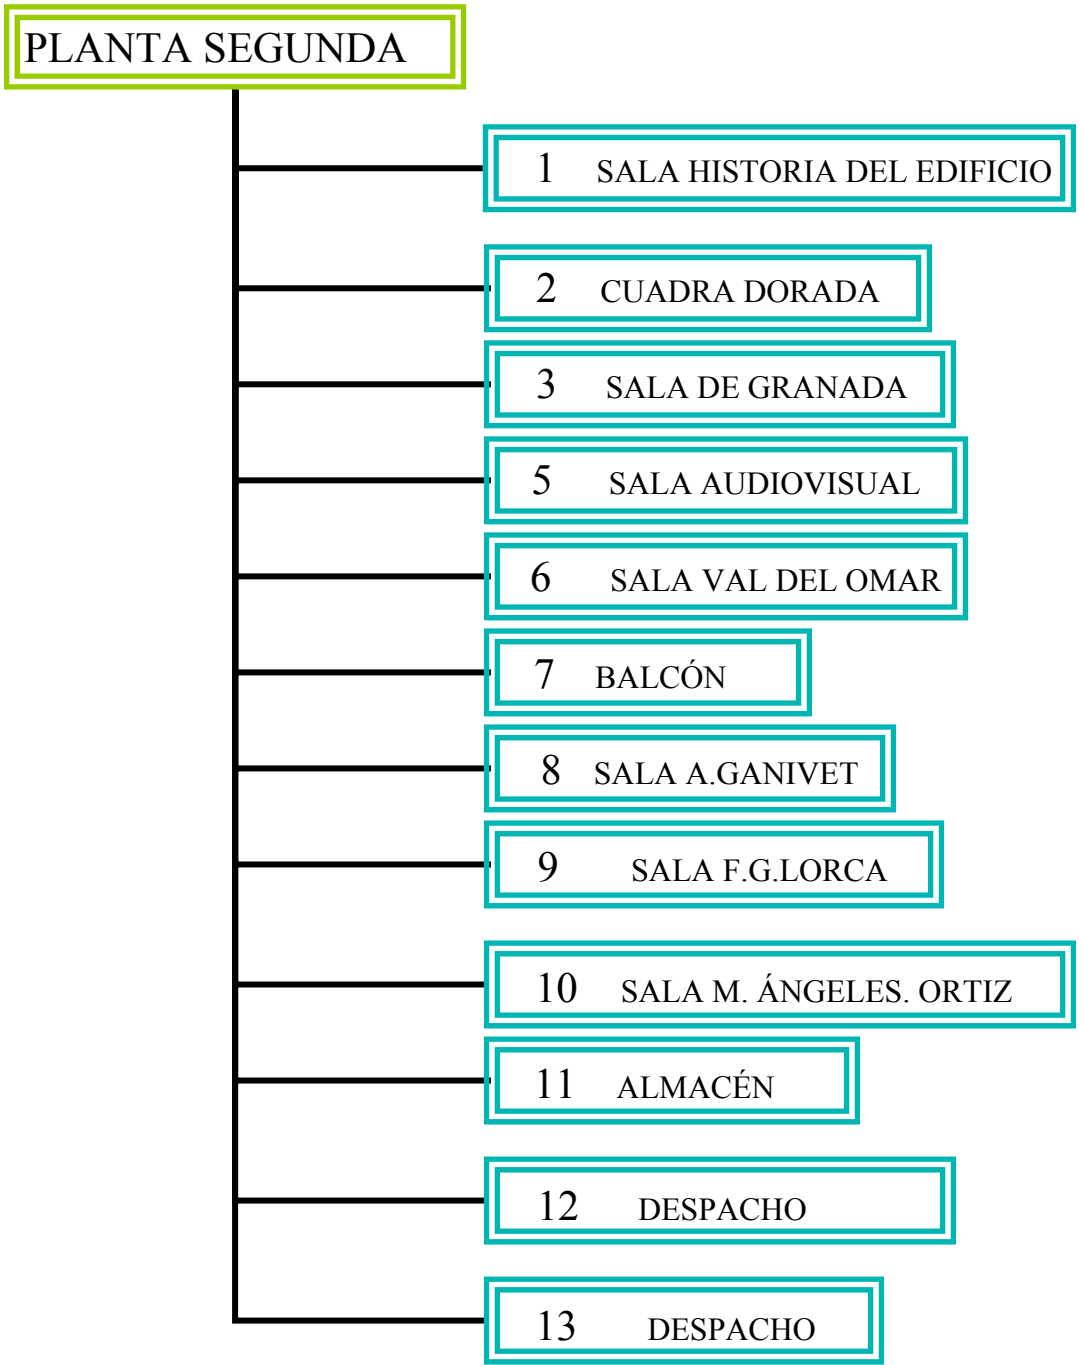 PLANTA SEGUNDA
1 SALA HISTORIA DEL EDIFICIO
2 CUADRA DORADA
3 SALA DE GRANADA
5 SALA AUDIOVISUAL
6 SALA VAL DEL OMAR
7 BALCÓN
8 SALA A.GANIVET
9 SALA F.G.LORCA
10 SALA M. ÁNGELES. ORTIZ
11 ALMACÉN
12 DESPACHO
13 DESPACHO